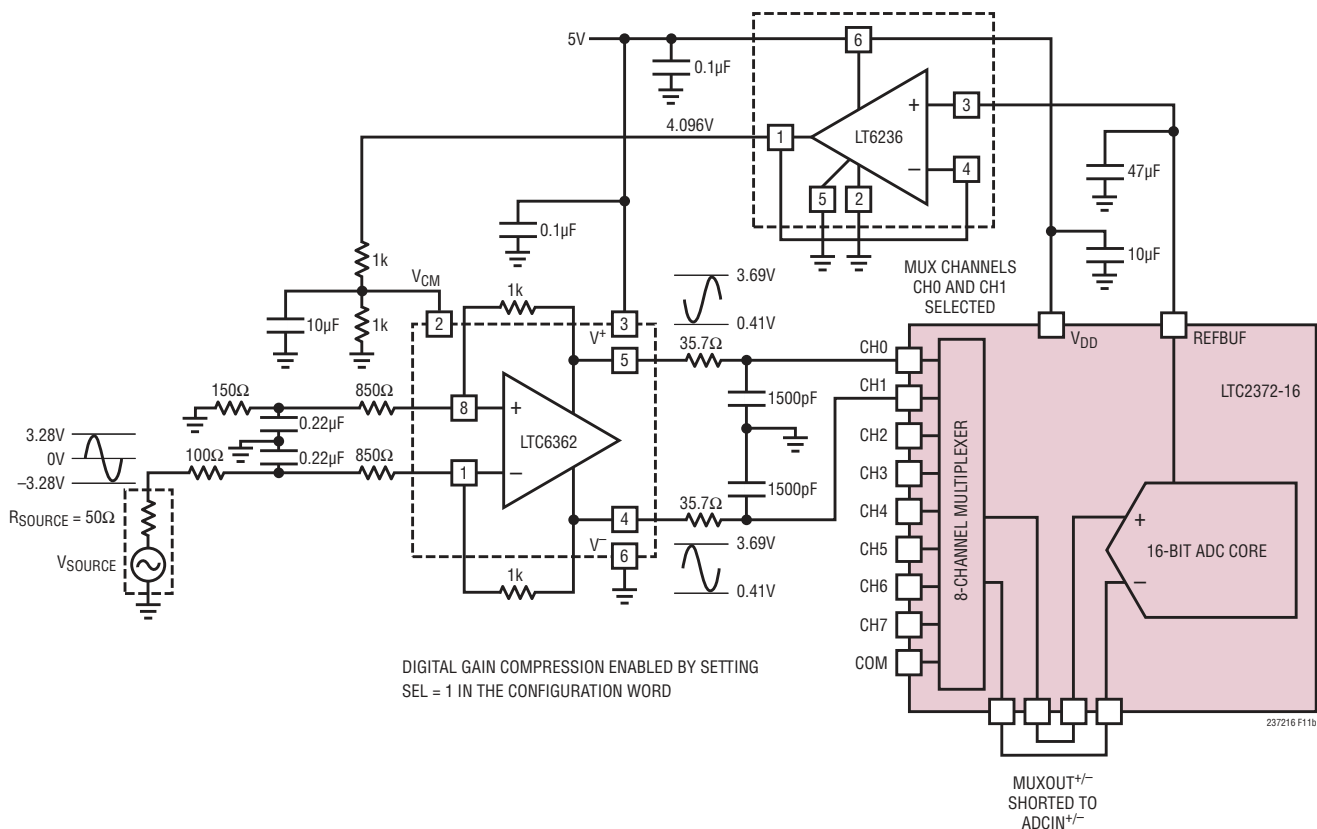 5V
6
0.1µF
+
3
4.096V
1
LT6236
–
4
47µF
5
2
0.1µF
10µF
1k
MUX CHANNELS
CH0 AND CH1
SELECTED
3.69V
0.41V
VCM
1k
10µF
1k
2
3
V+
VDD
REFBUF
5
35.7Ω
CH0
LTC2372-16
150Ω
850Ω
8
+
1500pF
CH1
0.22µF
LTC6362
CH2
3.28V
0V
–3.28V
0.22µF
100Ω
850Ω
1
–
1500pF
CH3
RSOURCE = 50Ω
35.7Ω
CH4
4
V–
6
3.69V
0.41V
CH5
8-CHANNEL MULTIPLEXER
+
16-BIT ADC CORE
–
VSOURCE
1k
CH6
CH7
COM
DIGITAL GAIN COMPRESSION ENABLED BY SETTING
SEL = 1 IN THE CONFIGURATION WORD
237216 F11b
MUXOUT+/–
SHORTED TO
ADCIN+/–